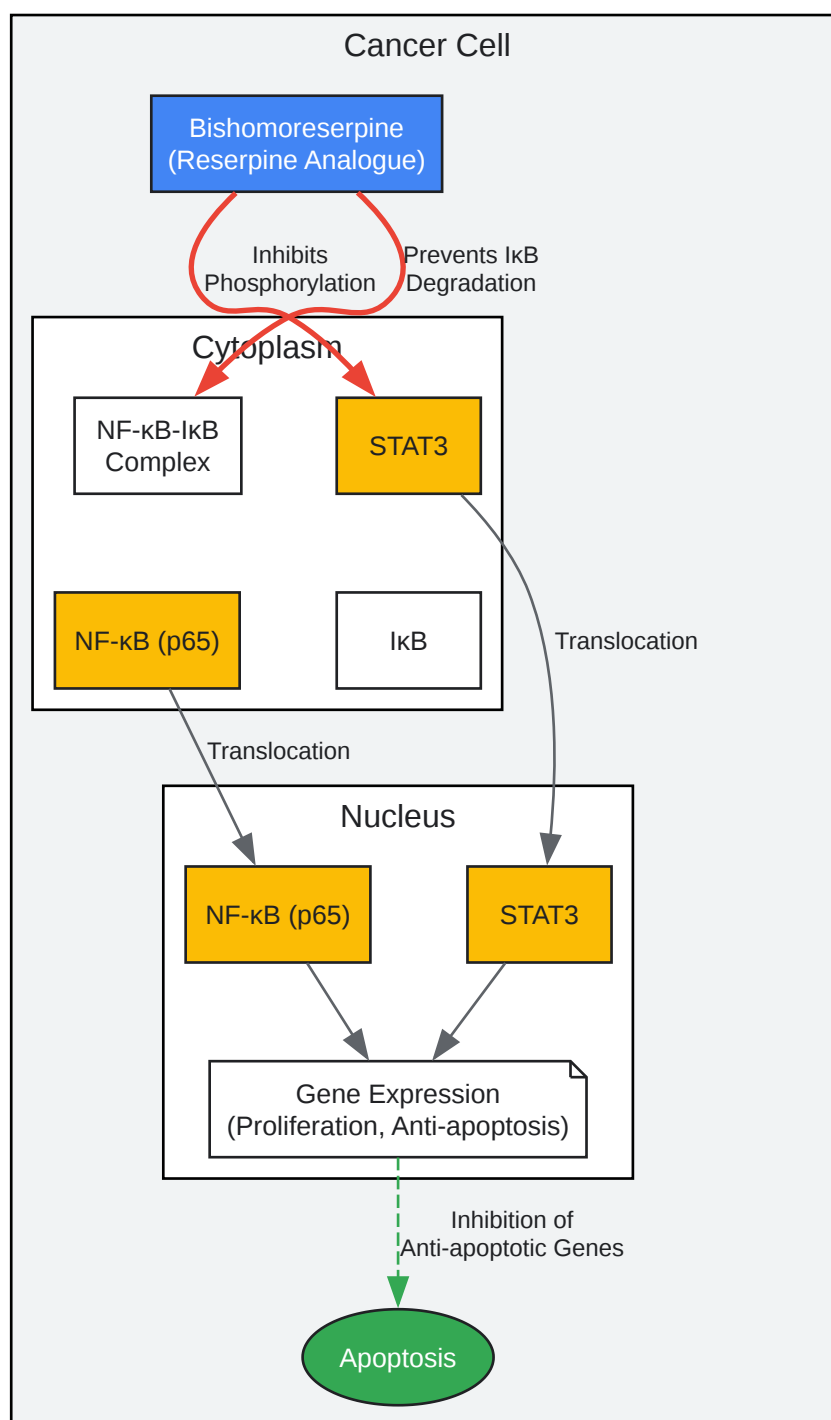 Cancer Cell
Bishomoreserpine
(Reserpine Analogue)
Inhibits
Phosphorylation
Prevents IκB
Degradation
Cytoplasm
NF-κB-IκB
Complex
STAT3
NF-κB (p65)
IκB
Translocation
Translocation
Nucleus
NF-κB (p65)
STAT3
Gene Expression
(Proliferation, Anti-apoptosis)
Inhibition of
Anti-apoptotic Genes
Apoptosis